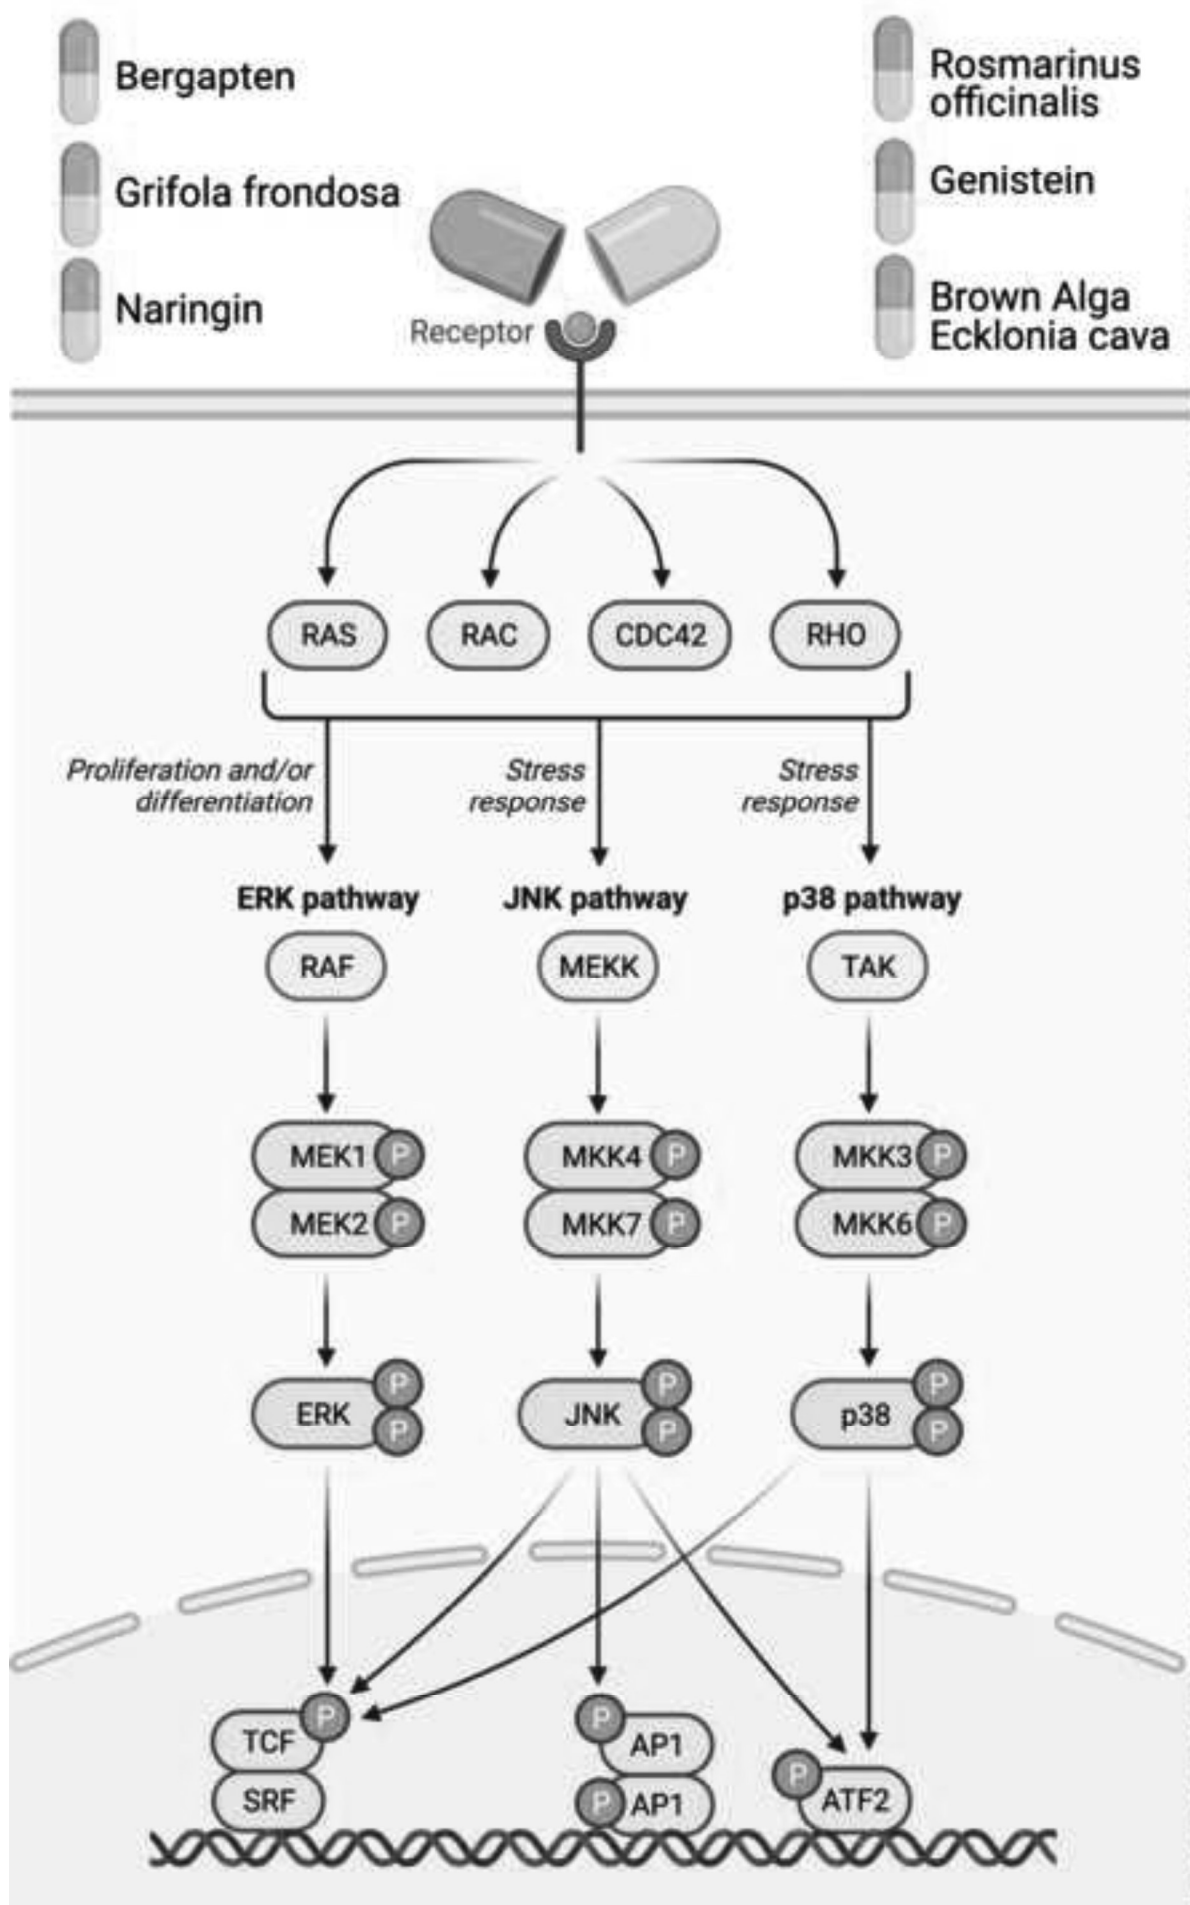 Bergapten
Grifola frondosa
Naringin
Rosmarinus
officinalis
Genistein
Brown Alga
Ecklonia cava
Receptor
RAS
RAC
CDC42
RHO
Proliferation and/or
differentiation
Stress
response
Stress
response
ERK pathway
JNK pathway
p38 pathway
RAF
MEKK
TAK
MEK1 P
MEK2 P
MKK4 P
MKK7 P
MKK3 P
MKK6 P
ERK P
P
JNK P
P
p38 P
P
TCF P
SRF
P AP1
P AP1
P ATF2